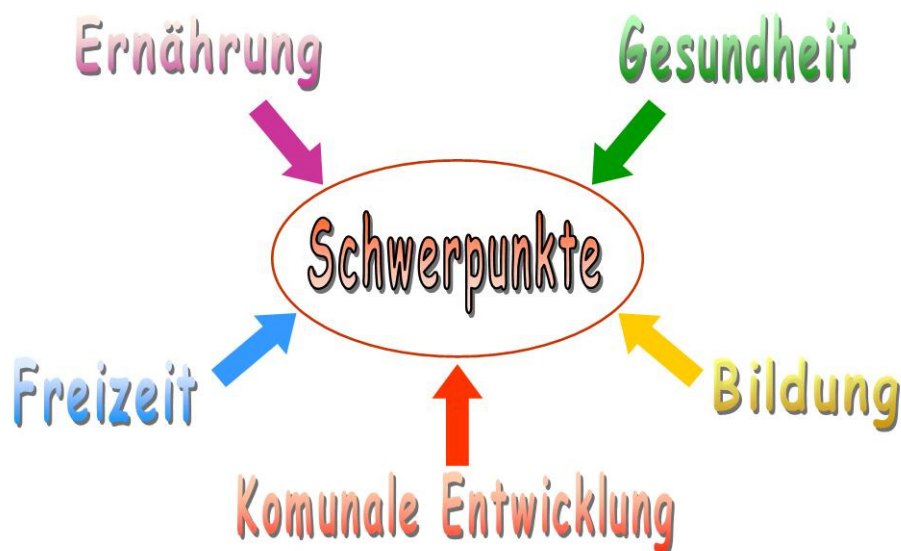 Ernährung
Gesundheit
Schwerpunkte
Freizeit
Bildung
Komunale Entwicklung